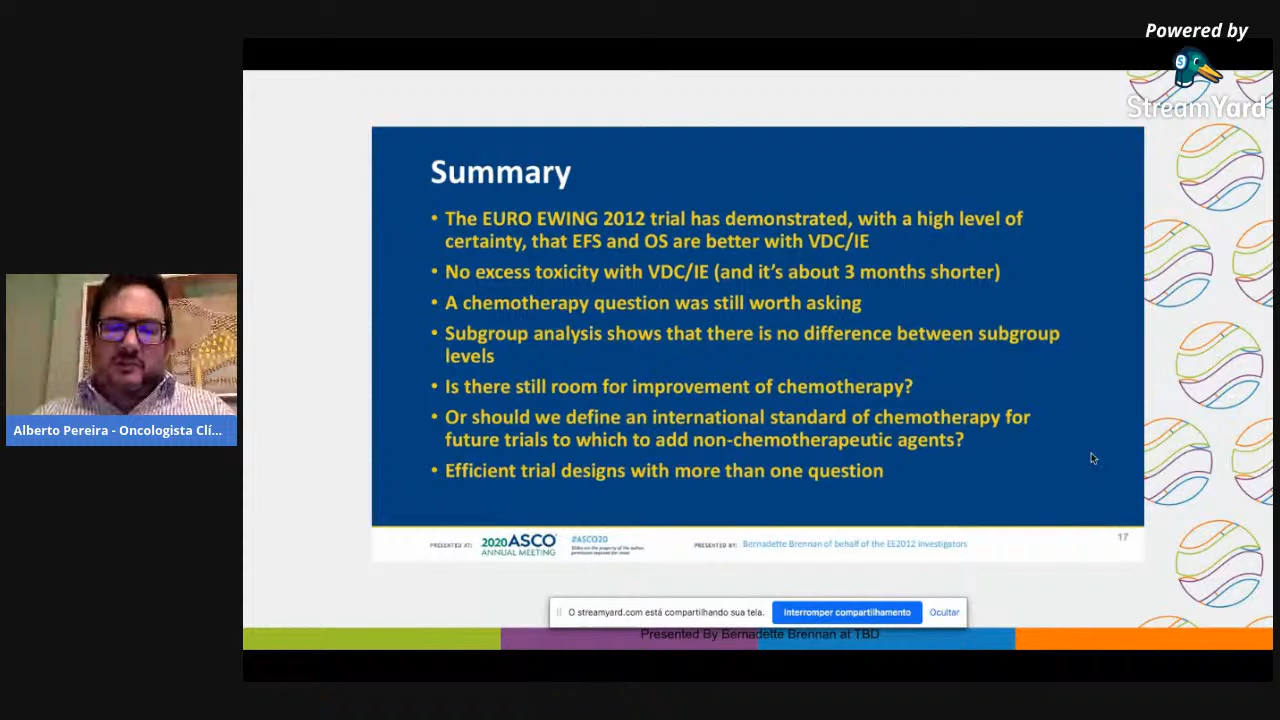 Powered by
StreamYard
Summary
• The EURO EWING 2012 trial has demonstrated, with a high level of
certainty, that EFS and OS are better with VDC/IE
• No excess toxicity with VDC/IE (and it's about 3 months shorter)
• A chemotherapy question was still worth asking
• Subgroup analysis shows that there is no difference between subgroup
levels
• Is there still room for improvement of chemotherapy?
• Or should we define an international standard of chemotherapy for
future trials to which to add non-chemotherapeutic agents?
• Efficient trial designs with more than one question
Alberto Pereira - Oncologista Clí...
PRESENTED AT: 2020 ASCO
ANNUAL MEETING
#ASCO20
PRESENTED BY: Bernadette Brennan of behalf of the EE2012 investigators
17
O streamyard.com está compartilhando sua tela. Interromper compartilhamento Ocultar
Presented By Bernadette Brennan at TBD